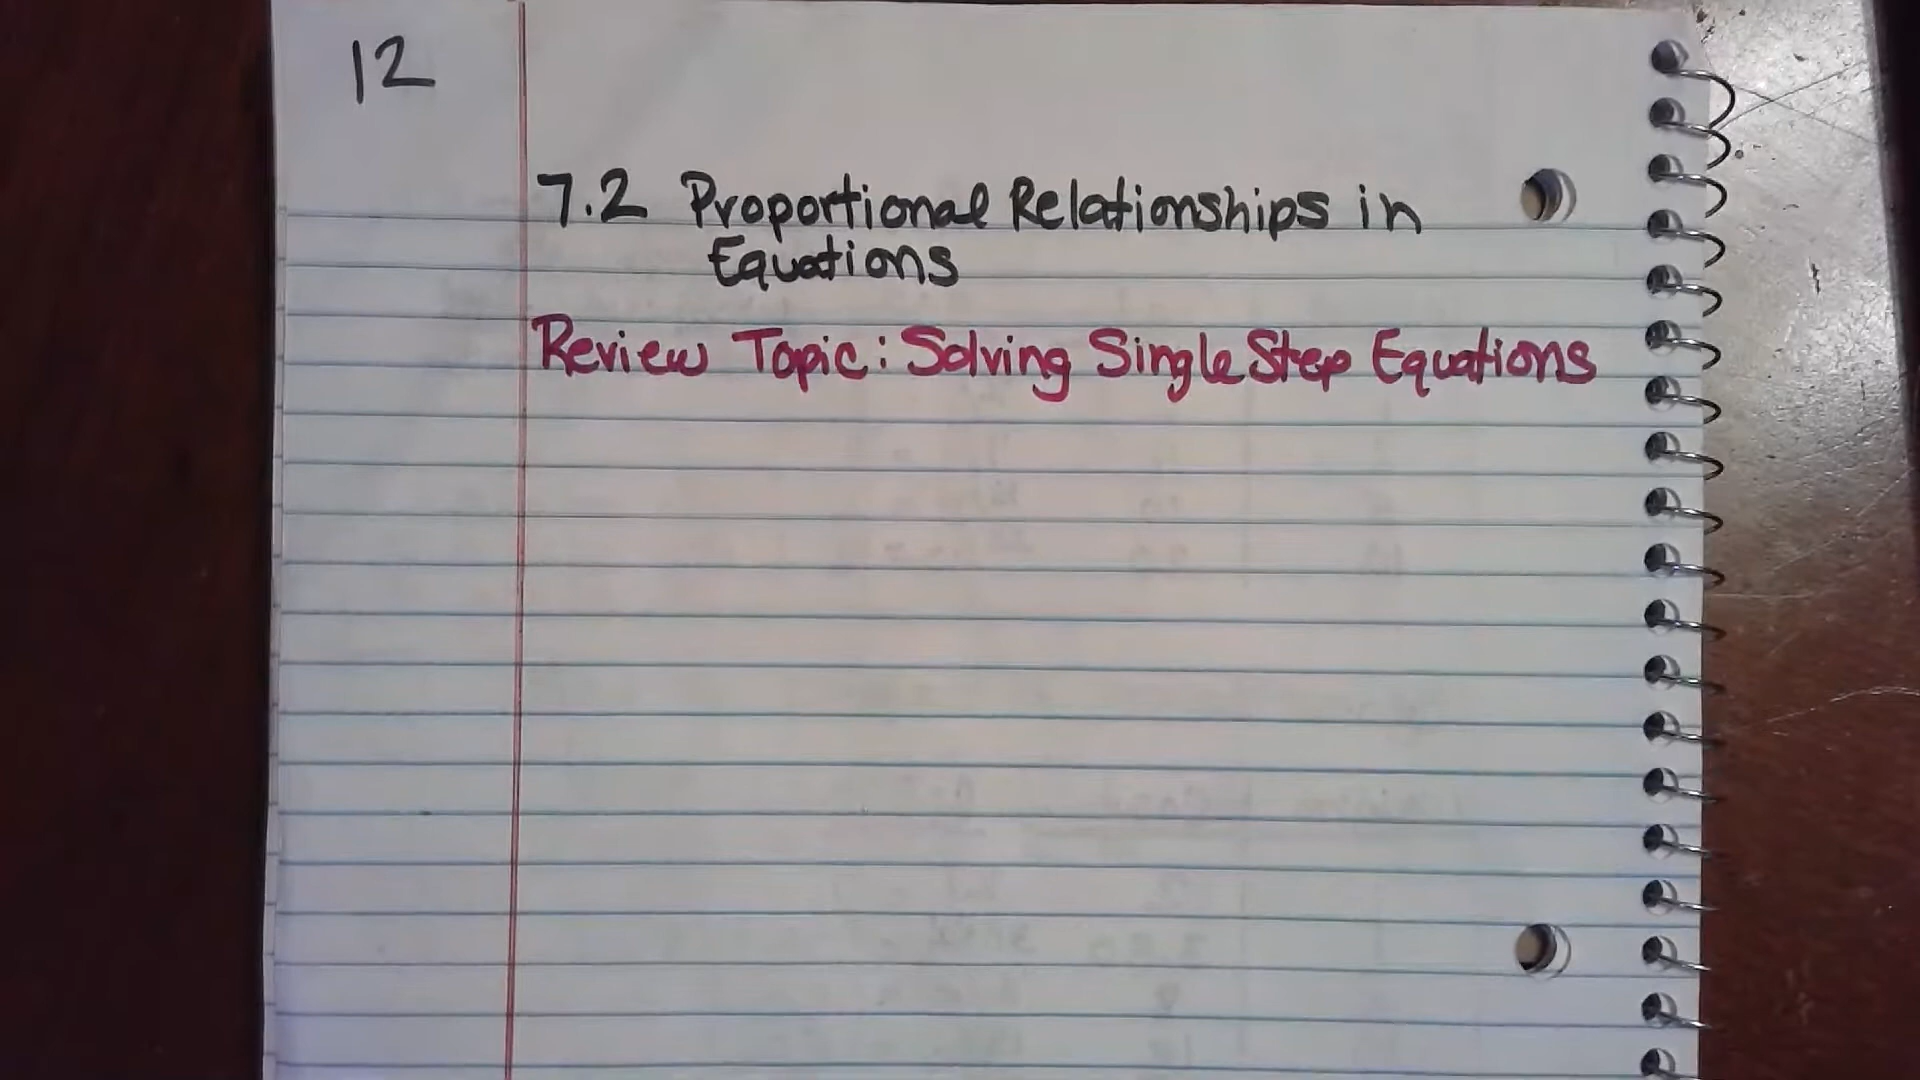 12
7.2 Proportional Relationships in
Equations
Review Topic: Solving Single Step Equations